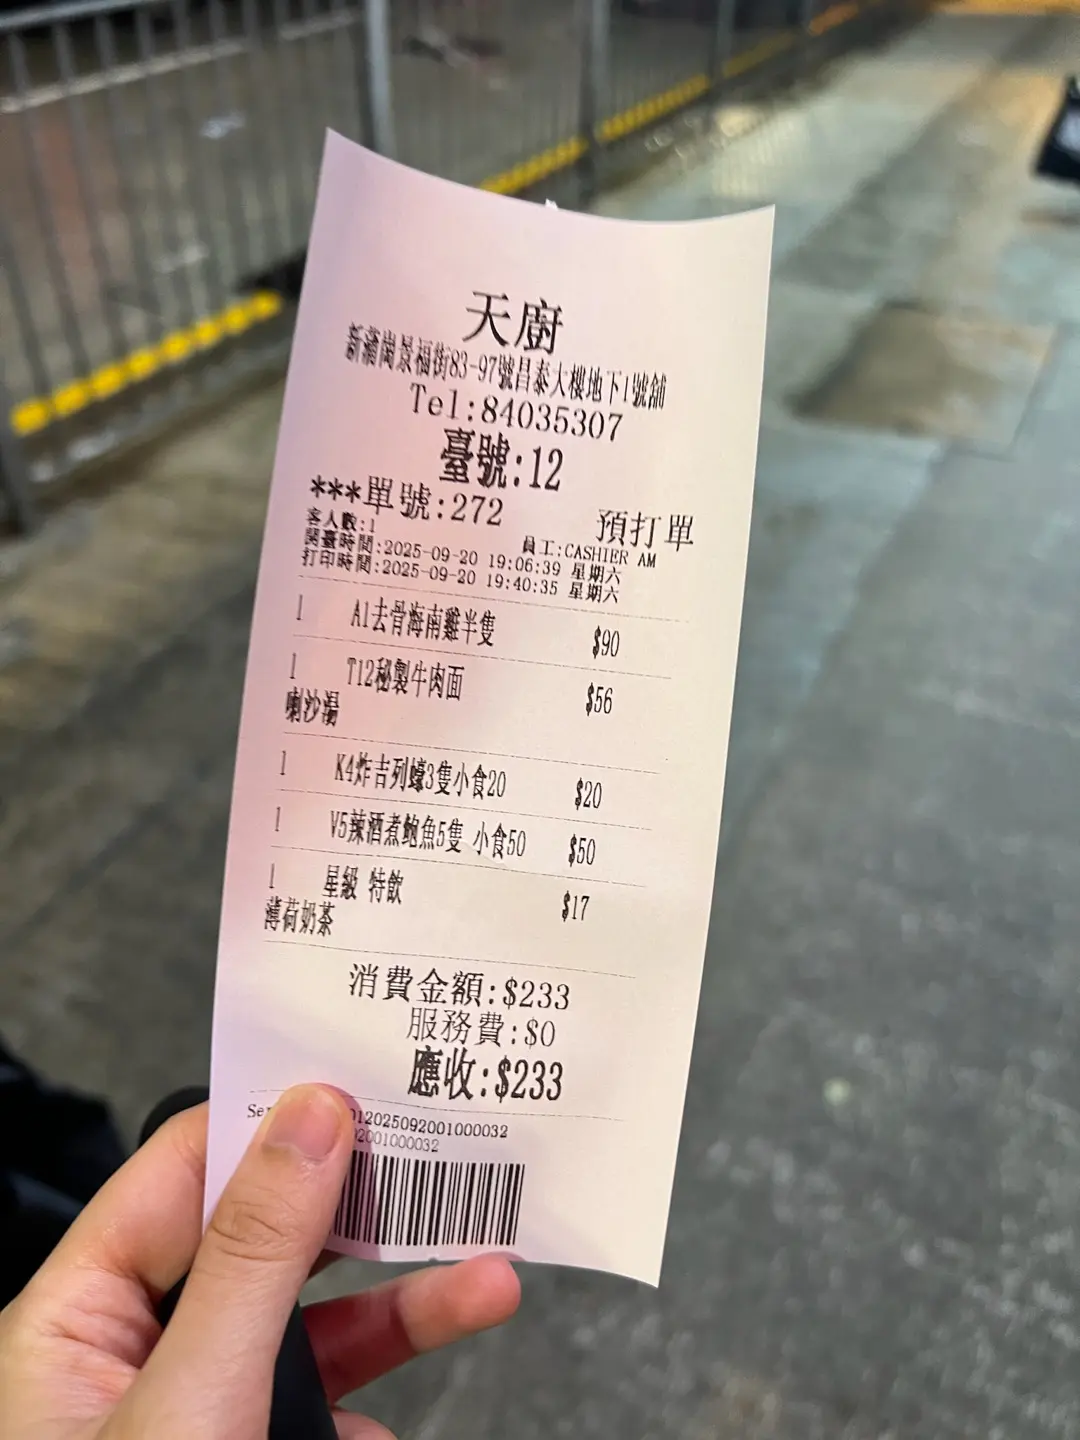 天廚
新蒲崗景福街83-97號昌泰大樓地下1號舖
Tel:84035307
臺號:12
***單號:272 預打單
客人數:1 員工:CASHIER AM
開臺時間:2025-09-20 19:06:39 星期六
打印時間:2025-09-20 19:40:35 星期六
1 A1去骨海南雞半隻 $90
1 T12秘製牛肉面 $56
喇沙湯
1 K4炸吉列蠔3隻小食20 $20
1 V5辣酒煮鮑魚5隻 小食50 $50
1 星級 特飲 $17
薄荷奶茶
消費金額:$233
服務費:$0
應收:$233